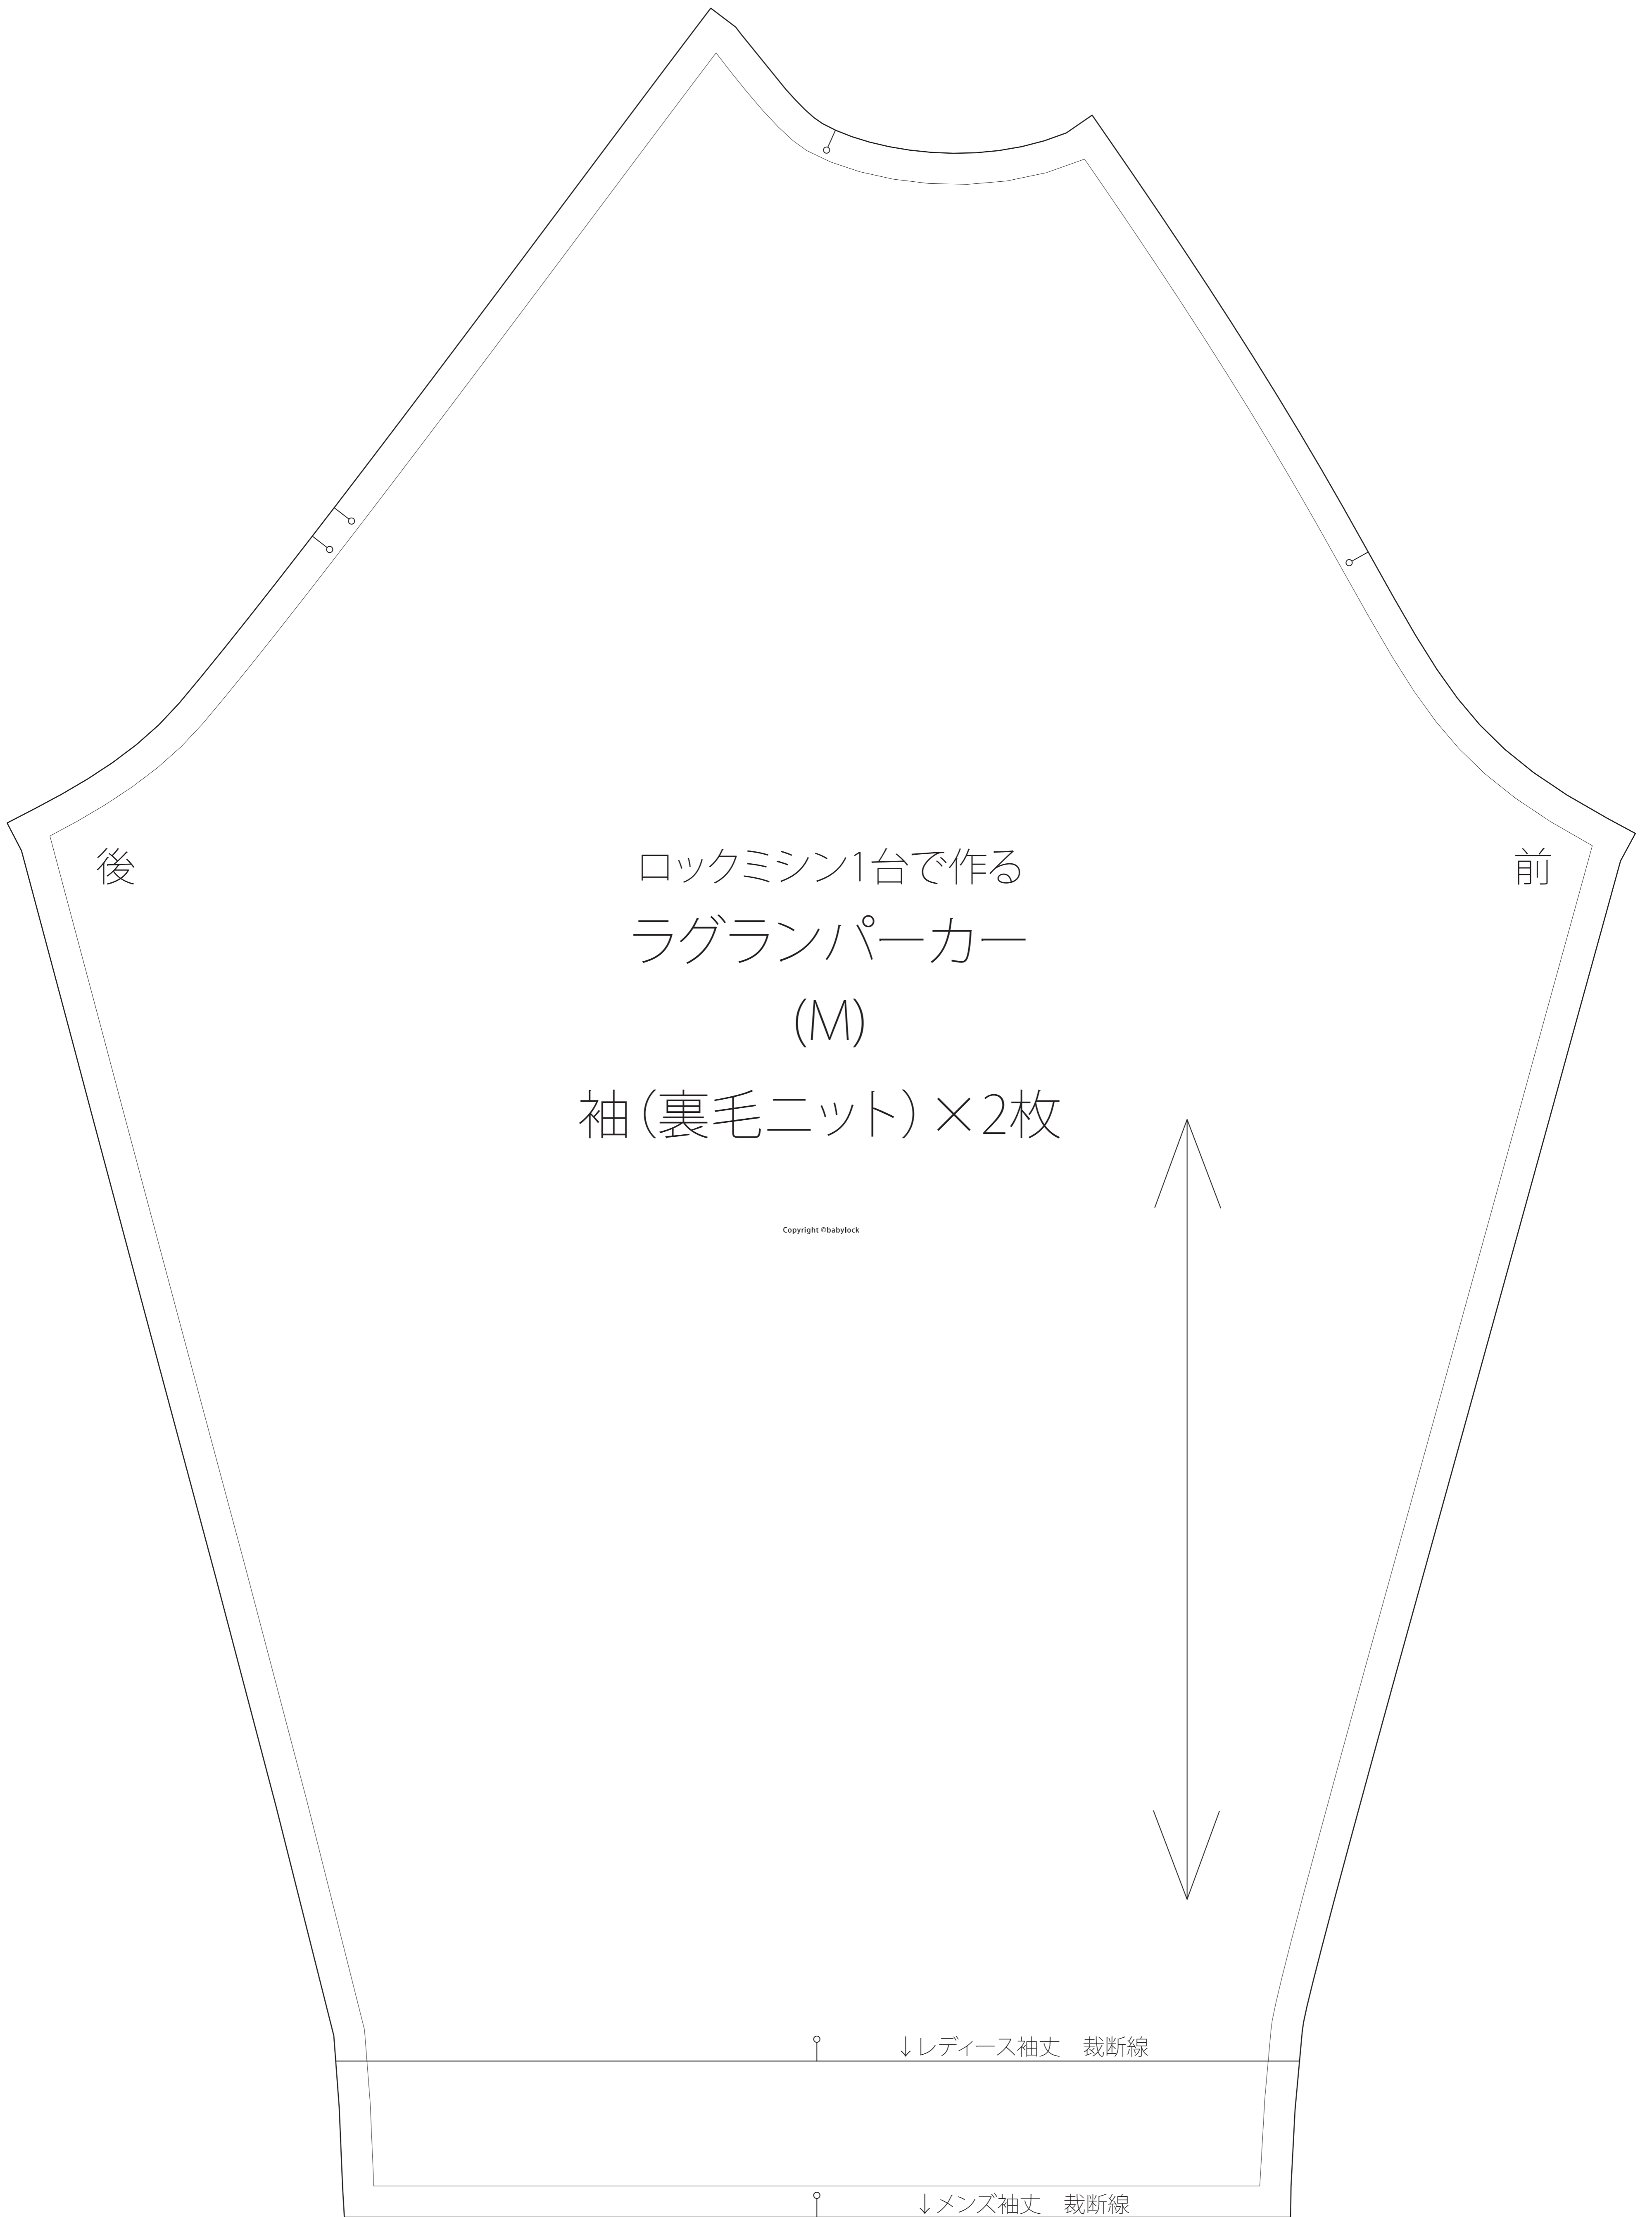 後
前
ロックミシン1台で作る
ラグランパーカー
(M)
袖(裏毛ニット)×2枚
Copyright ©babylock
↓レディース袖丈　裁断線
↓メンズ袖丈　裁断線